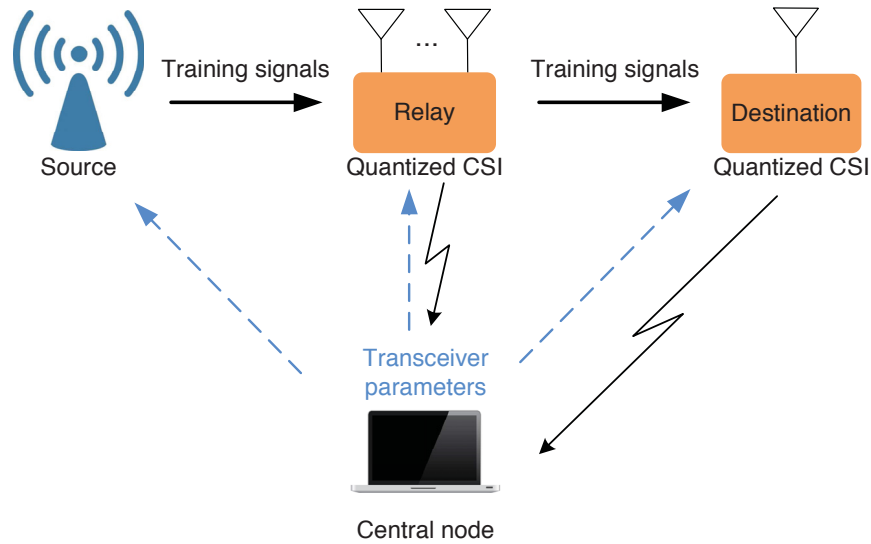 Training signals
...
Training signals
Relay
Destination
Source
Quantized CSI
Quantized CSI
Transceiver
parameters
Central node